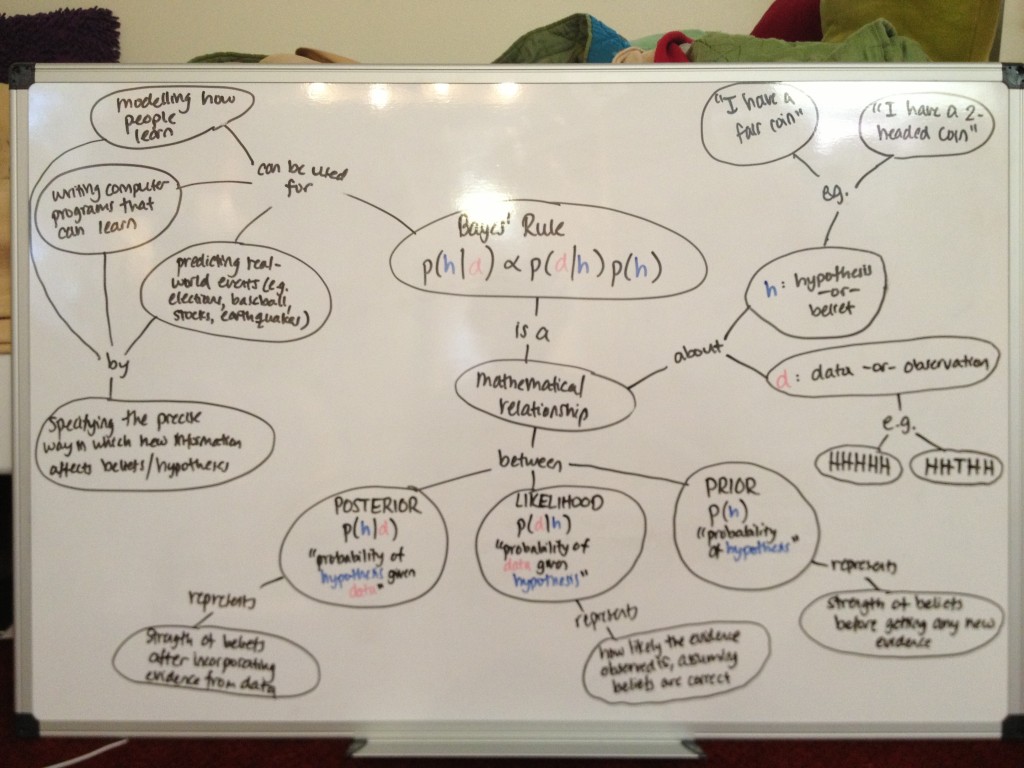 modelling how
people
learn
writing computer
programs that
can learn
can be used
for
predicting real-
world events (e.g.
elections, baseball,
stocks, earthquakes)
by
Specifying the precise
way in which new information
affects beliefs/hypotheses
Bayes' Rule
p(h|d) ∝ p(d|h) p(h)
is a
mathematical
relationship
about
"I have a
fair coin"
"I have a 2-
headed coin"
eg.
h: hypothesis
-or-
belief
d: data -or- observation
e.g.
HHHHH
HHTHH
between
POSTERIOR
p(h|d)
"probability of
hypothesis given
data"
represents
Strength of beliefs
after incorporating
evidence from data
LIKELIHOOD
p(d|h)
"probability of
data given
hypothesis"
represents
how likely the evidence
observed is, assuming
beliefs are correct
PRIOR
p(h)
"probability
of hypothesis"
represents
strength of beliefs
before getting any new
evidence